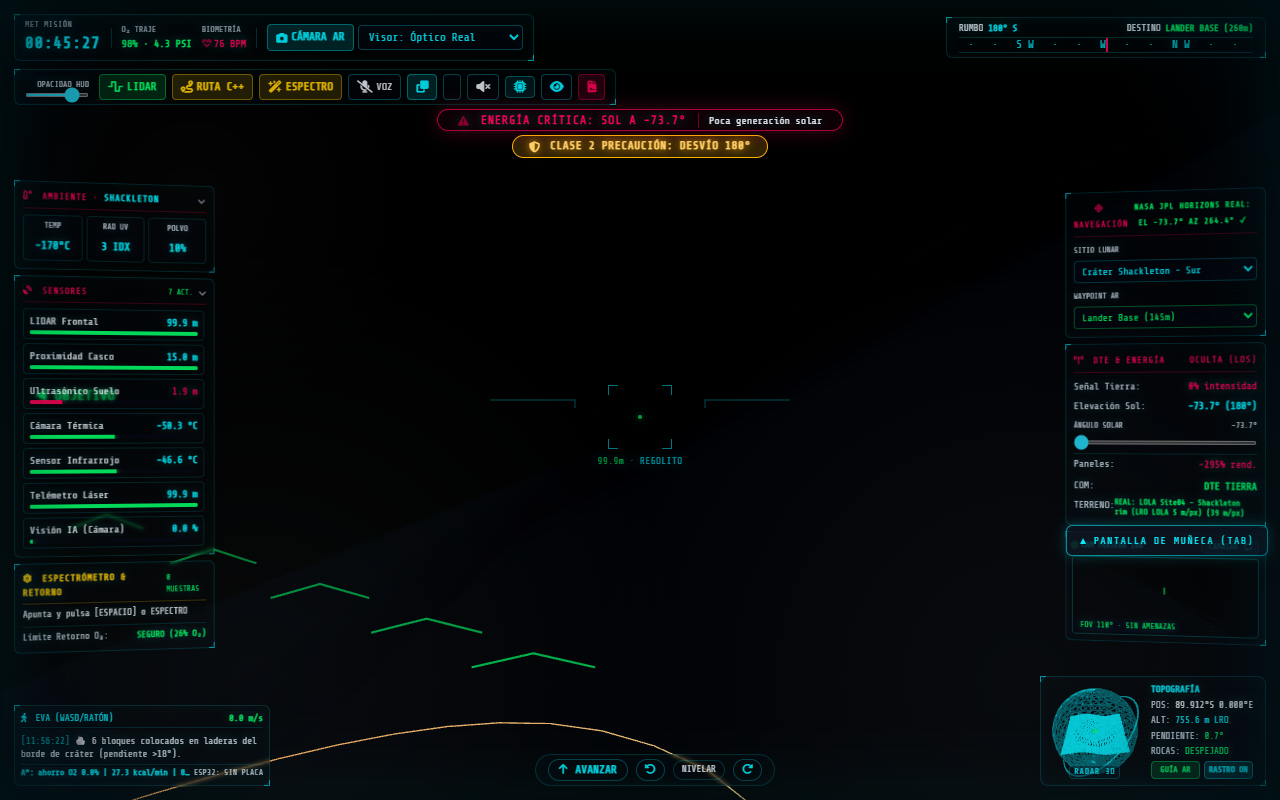 MET MISIÓN
00:45:27
O₂ TRAJE
98% · 4.3 PSI
BIOMETRÍA
76 BPM
CÁMARA AR
Visor: Óptico Real
RUMBO 180° S
DESTINO LANDER BASE (260m)
· · S W · · W · · N W · ·
OPACIDAD HUD
LIDAR
RUTA C++
ESPECTRO
VOZ
ENERGÍA CRÍTICA: SOL A -73.7°
Poca generación solar
CLASE 2 PRECAUCIÓN: DESVÍO 180°
AMBIENTE · SHACKLETON
TEMP
-170°C
RAD UV
3 IDX
POLVO
10%
SENSORES
7 ACT.
LIDAR Frontal 99.9 m
Proximidad Casco 15.0 m
Ultrasónico Suelo 1.9 m
OBJETIVO
Cámara Térmica -50.3 °C
Sensor Infrarrojo -46.6 °C
Telémetro Láser 99.9 m
Visión IA (Cámara) 0.0 %
ESPECTRÓMETRO & RETORNO
0 MUESTRAS
Apunta y pulsa [ESPACIO] o ESPECTRO
Límite Retorno O₂: SEGURO (26% O₂)
99.9m · REGOLITO
NAVEGACIÓN
NASA JPL HORIZONS REAL:
EL -73.7° AZ 264.4° ✓
SITIO LUNAR
Cráter Shackleton - Sur
WAYPOINT AR
Lander Base (145m)
DTE & ENERGÍA
OCULTA (LOS)
Señal Tierra: 0% intensidad
Elevación Sol: -73.7° (180°)
ÁNGULO SOLAR -73.7°
Paneles: -295% rend.
COM: DTE TIERRA
TERRENO: REAL: LOLA Site04 - Shackleton
rim (LRO LOLA 5 m/px) (39 m/px)
▲ PANTALLA DE MUÑECA (TAB)
FOV 110° · SIN AMENAZAS
EVA (WASD/RATÓN) 0.0 m/s
[11:56:22] 6 bloques colocados en laderas del
borde de cráter (pendiente >18°).
A*: ahorro O2 0.0% | 27.3 kcal/min | 0… ESP32: SIN PLACA
AVANZAR
NIVELAR
RADAR 3D
TOPOGRAFÍA
POS: 89.912°S 0.000°E
ALT: 755.6 m LRO
PENDIENTE: 0.7°
ROCAS: DESPEJADO
GUÍA AR
RASTRO ON